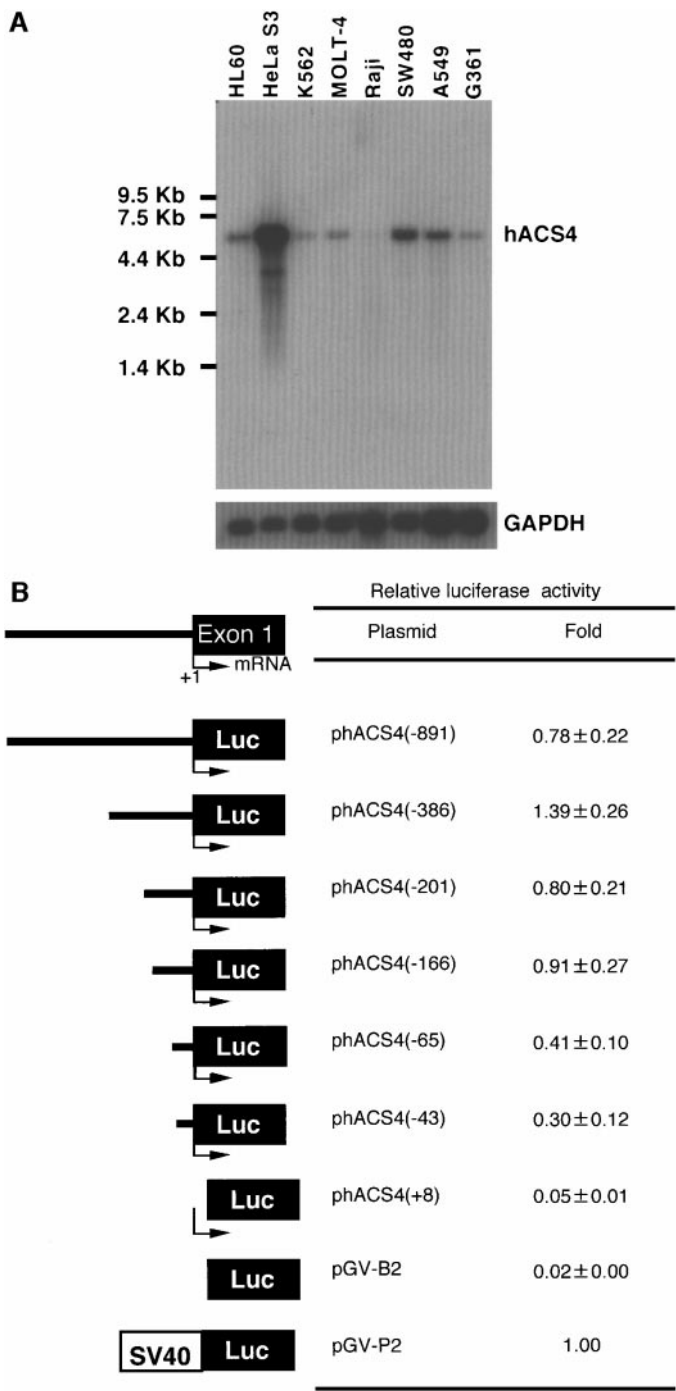 A
HL60
HeLa S3
K562
MOLT-4
Raji
SW480
A549
G361
9.5 Kb
7.5 Kb
4.4 Kb
2.4 Kb
1.4 Kb
hACS4
GAPDH
B
Relative luciferase activity
Plasmid Fold
Exon 1
+1 mRNA
Luc phACS4(-891) 0.78±0.22
Luc phACS4(-386) 1.39±0.26
Luc phACS4(-201) 0.80±0.21
Luc phACS4(-166) 0.91±0.27
Luc phACS4(-65) 0.41±0.10
Luc phACS4(-43) 0.30±0.12
Luc phACS4(+8) 0.05±0.01
Luc pGV-B2 0.02±0.00
SV40 Luc pGV-P2 1.00